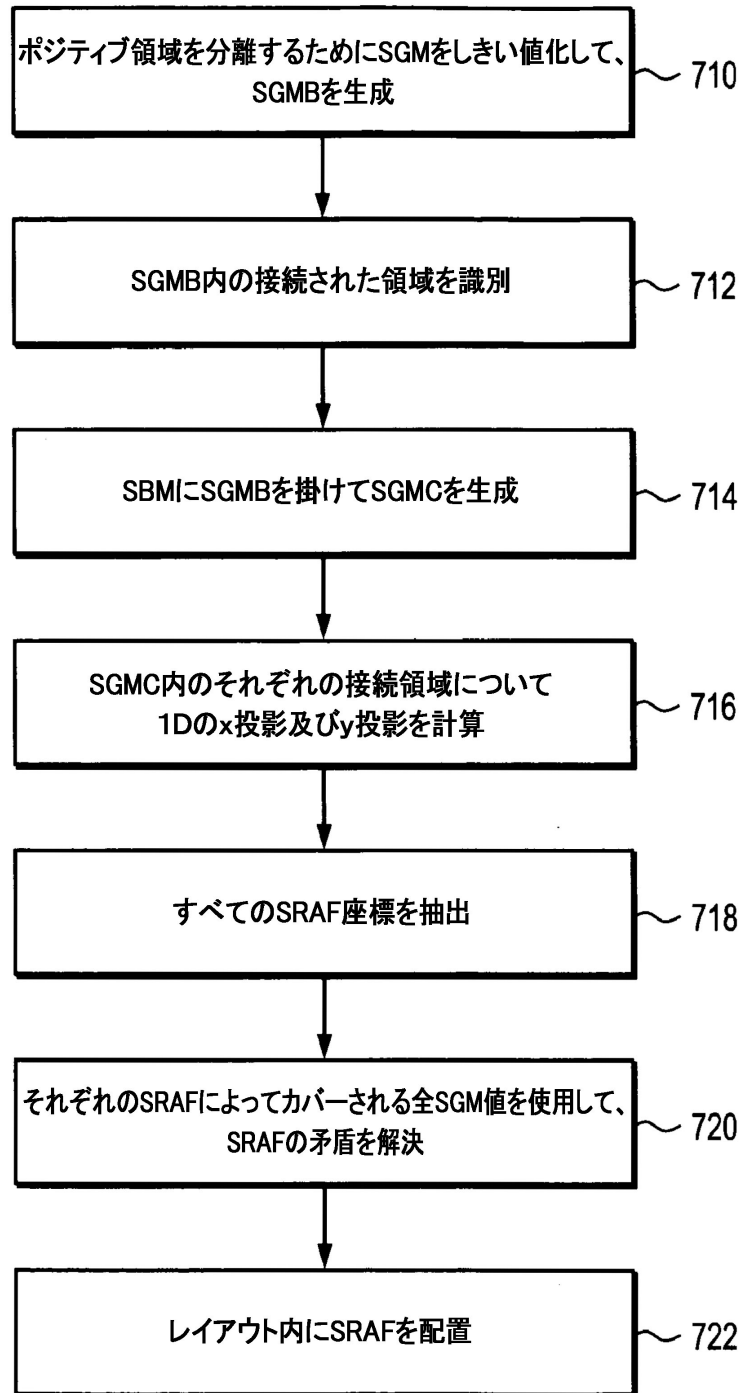 ポジティブ領域を分離するためにSGMをしきい値化して、
SGMBを生成
710
SGMB内の接続された領域を識別
712
SBMにSGMBを掛けてSGMCを生成
714
SGMC内のそれぞれの接続領域について
1Dのx投影及びy投影を計算
716
すべてのSRAF座標を抽出
718
それぞれのSRAFによってカバーされる全SGM値を使用して、
SRAFの矛盾を解決
720
レイアウト内にSRAFを配置
722